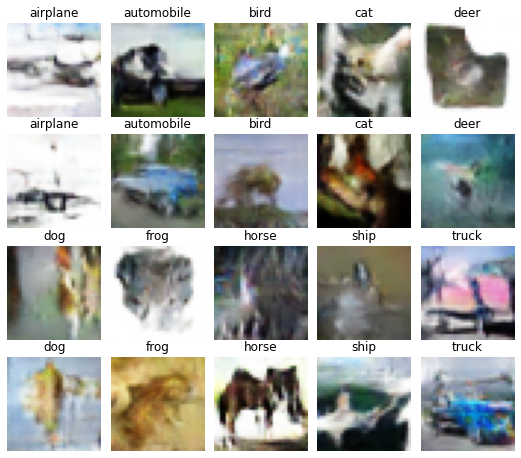 airplane automobile bird cat deer
airplane automobile bird cat deer
dog frog horse ship truck
dog frog horse ship truck